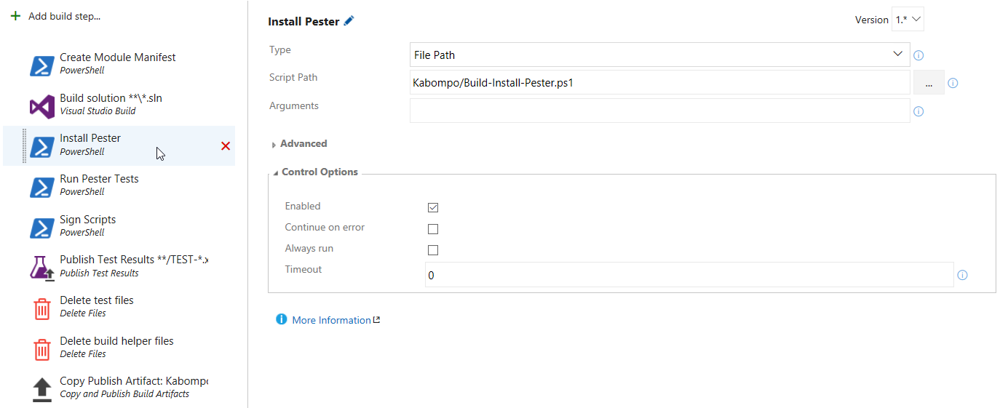 Add build step...
Create Module Manifest
PowerShell
Build solution **\*.sln
Visual Studio Build
Install Pester
PowerShell
Run Pester Tests
PowerShell
Sign Scripts
PowerShell
Publish Test Results **/TEST-*.x
Publish Test Results
Delete test files
Delete Files
Delete build helper files
Delete Files
Copy Publish Artifact: Kabompo
Copy and Publish Build Artifacts
Install Pester
Version 1.*
Type
File Path
Script Path
Kabompo/Build-Install-Pester.ps1
...
Arguments
Advanced
Control Options
Enabled
Continue on error
Always run
Timeout
0
More Information